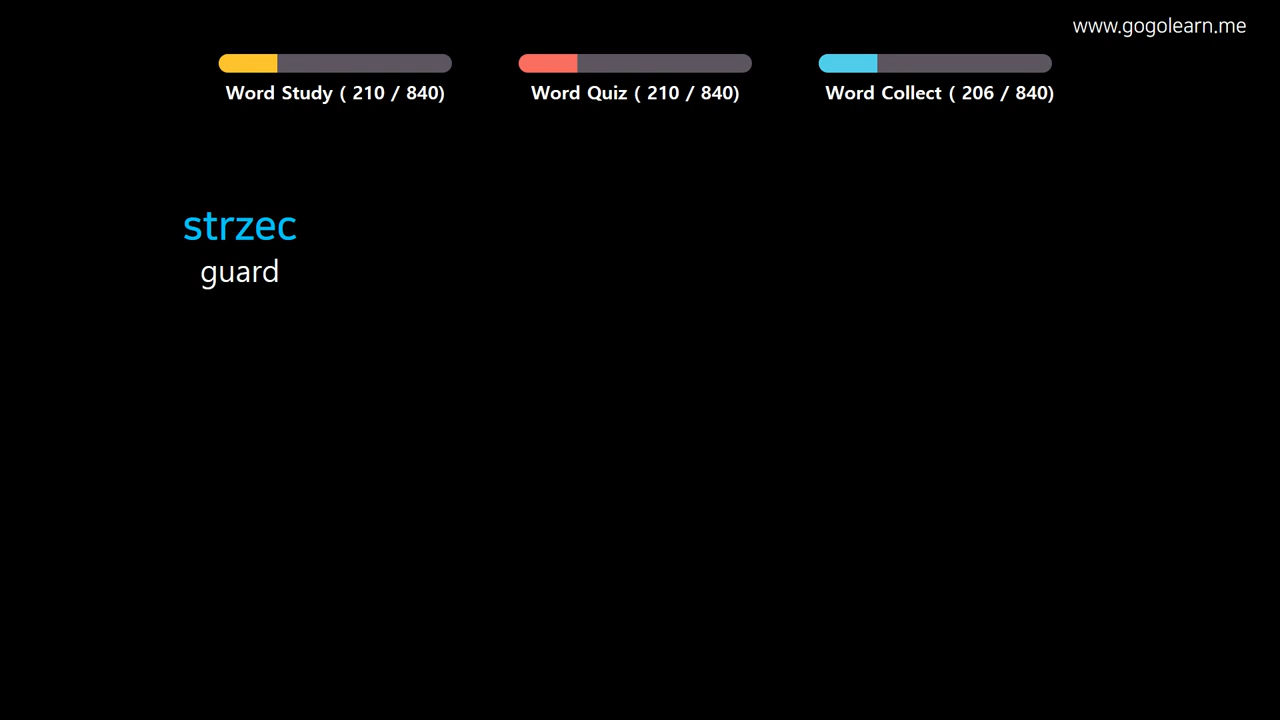 www.gogolearn.me
Word Study ( 210 / 840)
Word Quiz ( 210 / 840)
Word Collect ( 206 / 840)
strzec
guard